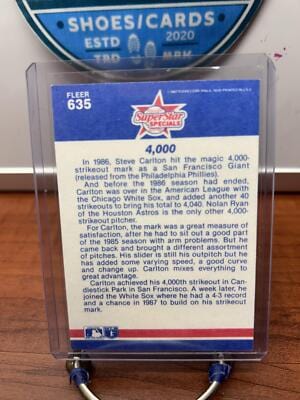 SHOES/CARDS
ESTD 2020
TRD MRK
FLEER
635
SuperStar
SPECIALS
4,000
In 1986, Steve Carlton hit the magic 4,000-
strikeout mark as a San Francisco Giant
(released from the Philadelphia Phillies).
And before the 1986 season had ended,
Carlton was over in the American League with
the Chicago White Sox, and added another 40
strikeouts to bring his total to 4,040. Nolan Ryan
of the Houston Astros is the only other 4,000-
strikeout pitcher.
For Carlton, the mark was a great measure of
satisfaction, after he had to sit out a good part
of the 1985 season with arm problems. But he
came back and brought a different assortment
of pitches. His slider is still outpitch, but he
has added some varying speed, a good curve
and change up. Carlton mixes everything to
great advantage.
Carlton achieved his 4,000th strikeout in Can-
dlestick Park in San Francisco. A week later, he
joined the White Sox where he had a 4-3 record
and a chance in 1987 to build on his strikeout
mark.